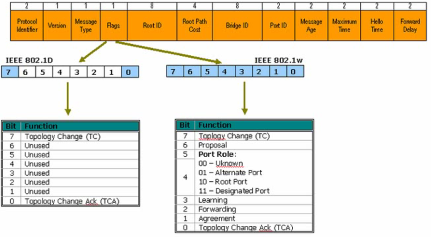 2 1 1 1 8 4 8 2 2 2 2 2
Protocol Identifier Version Message Type Flags Root ID Root Path Cost Bridge ID Port ID Message Age Maximum Time Hello Time Forward Delay
IEEE 802.1D
7 6 5 4 3 2 1 0
IEEE 802.1w
7 6 5 4 3 2 1 0
Bit Function
7 Topology Change (TC)
6 Unused
5 Unused
4 Unused
3 Unused
2 Unused
1 Unused
0 Topology Change Ack (TCA)
Bit Function
7 Toplogy Change (TC)
6 Proposal
5 Port Role:
00 – Uknown
4 01 – Alternate Port
10 – Root Port
11 – Designated Port
3 Learning
2 Forwarding
1 Agreement
0 Topology Change Ack (TCA)